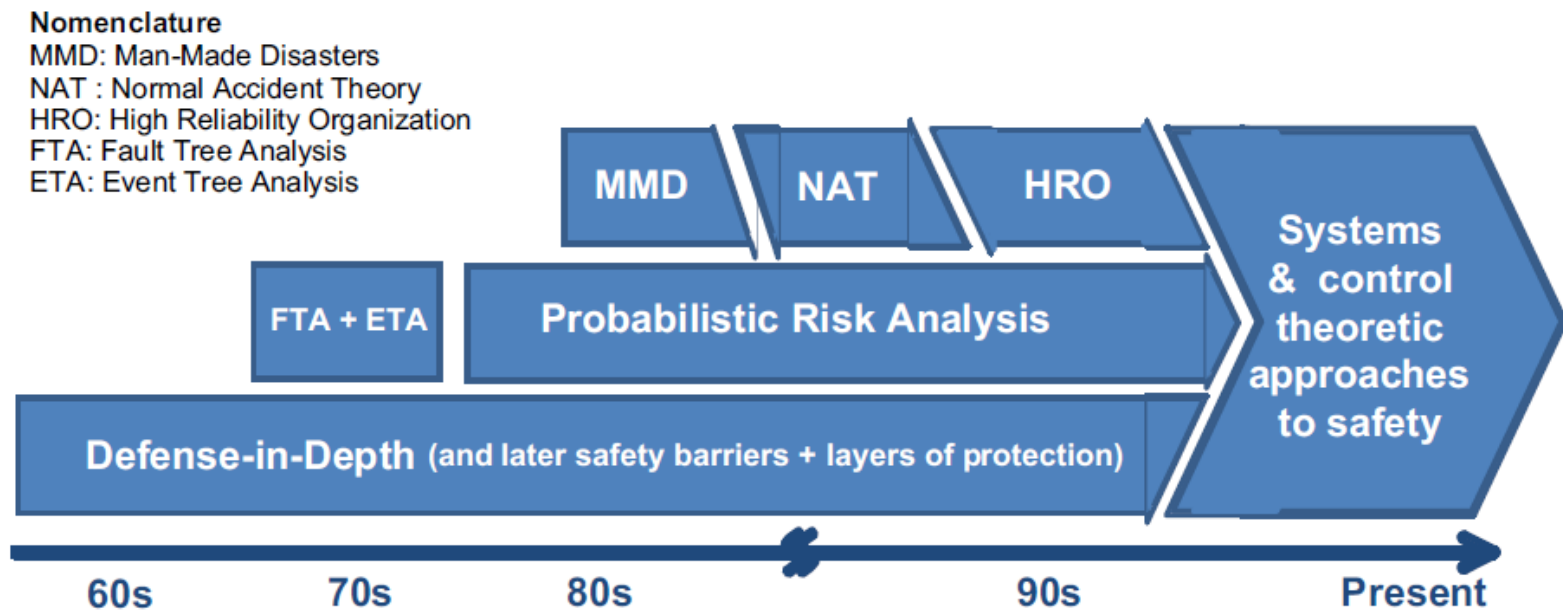 Nomenclature
MMD: Man-Made Disasters
NAT : Normal Accident Theory
HRO: High Reliability Organization
FTA: Fault Tree Analysis
ETA: Event Tree Analysis
MMD
NAT
HRO
Systems
& control
theoretic
approaches
to safety
FTA + ETA
Probabilistic Risk Analysis
Defense-in-Depth (and later safety barriers + layers of protection)
60s
70s
80s
90s
Present